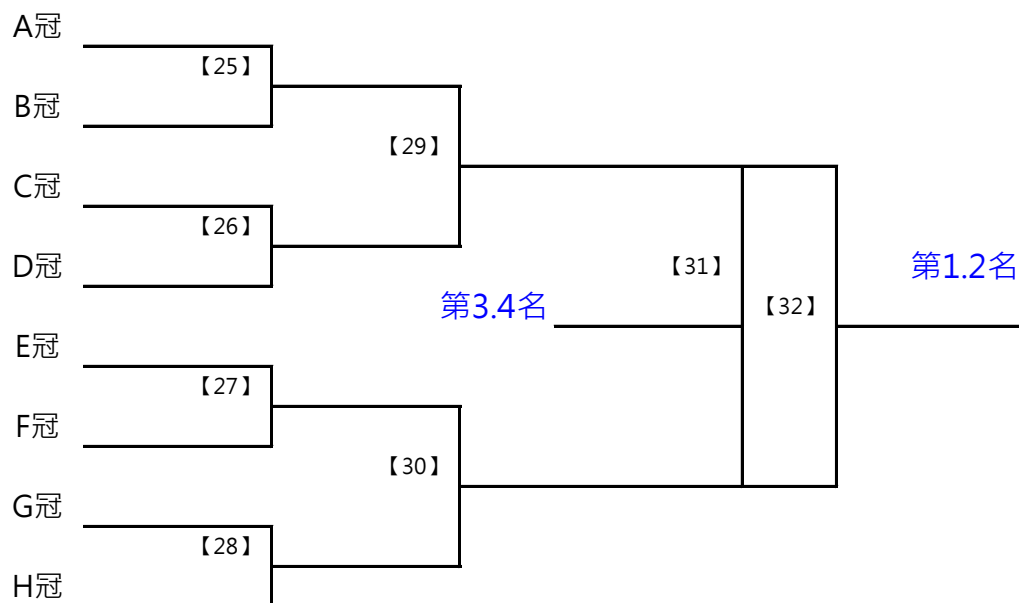 A冠
【25】
B冠
【29】
C冠
【26】
D冠
【31】
第1.2名
第3.4名
【32】
E冠
【27】
F冠
【30】
G冠
【28】
H冠